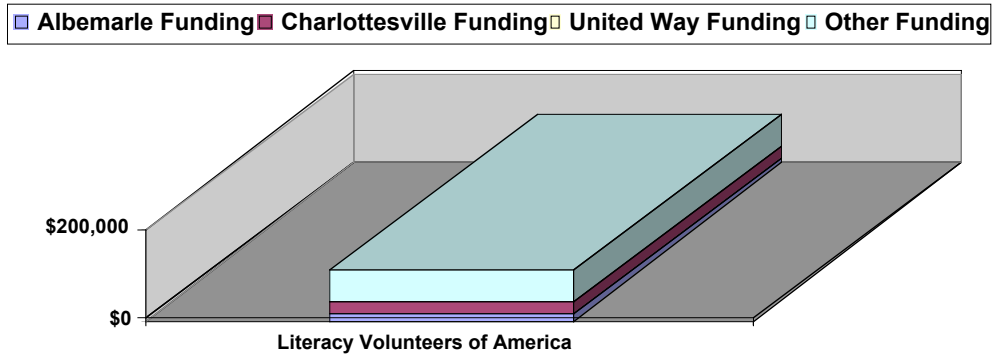 Albemarle Funding Charlottesville Funding United Way Funding Other Funding
$200,000
$0
Literacy Volunteers of America